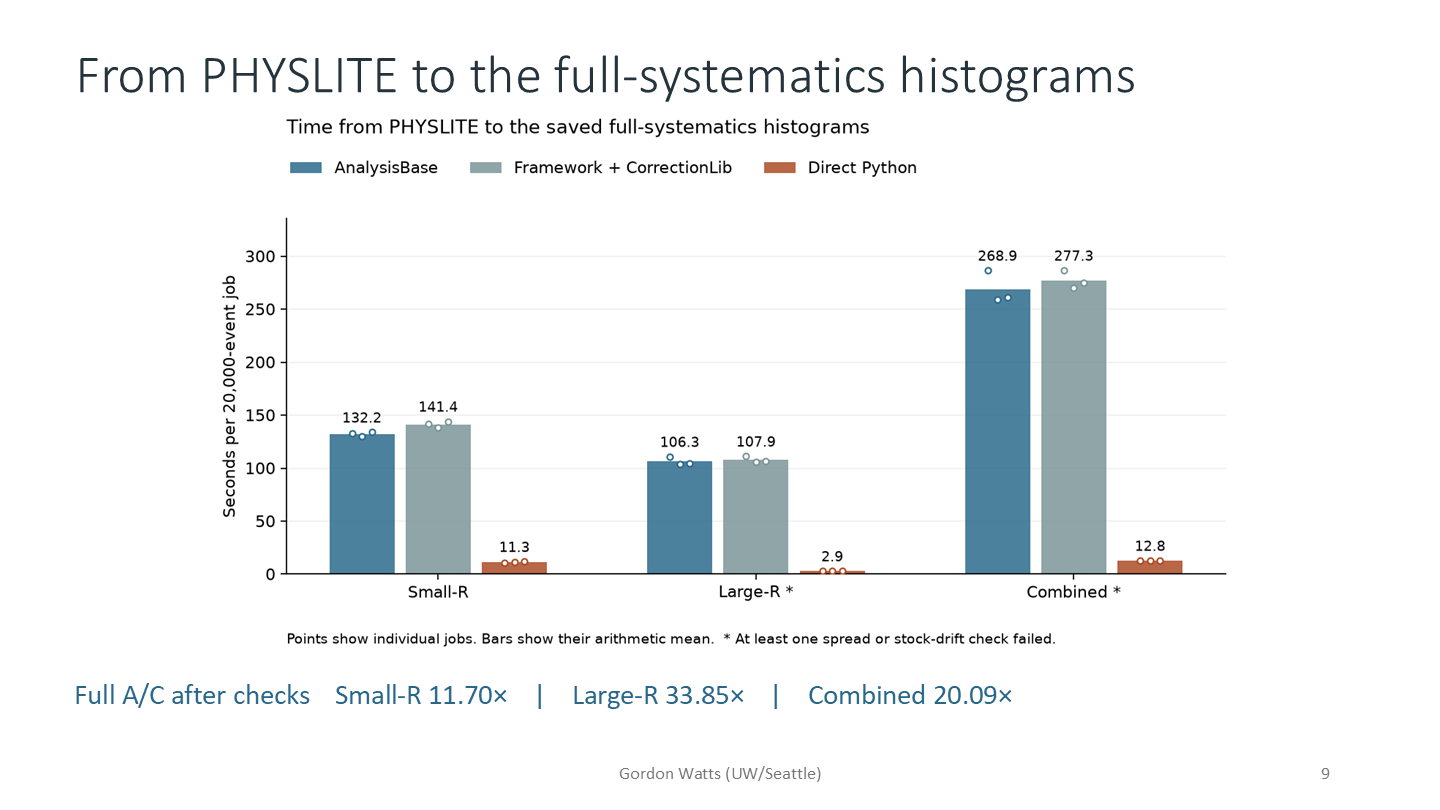 From PHYSLITE to the full-systematics histograms
Time from PHYSLITE to the saved full-systematics histograms
AnalysisBase Framework + CorrectionLib Direct Python
Seconds per 20,000-event job
300
250
200
150
100
50
0
132.2 141.4 11.3
106.3 107.9 2.9
268.9 277.3 12.8
Small-R Large-R * Combined *
Points show individual jobs. Bars show their arithmetic mean. * At least one spread or stock-drift check failed.
Full A/C after checks Small-R 11.70× | Large-R 33.85× | Combined 20.09×
Gordon Watts (UW/Seattle) 9